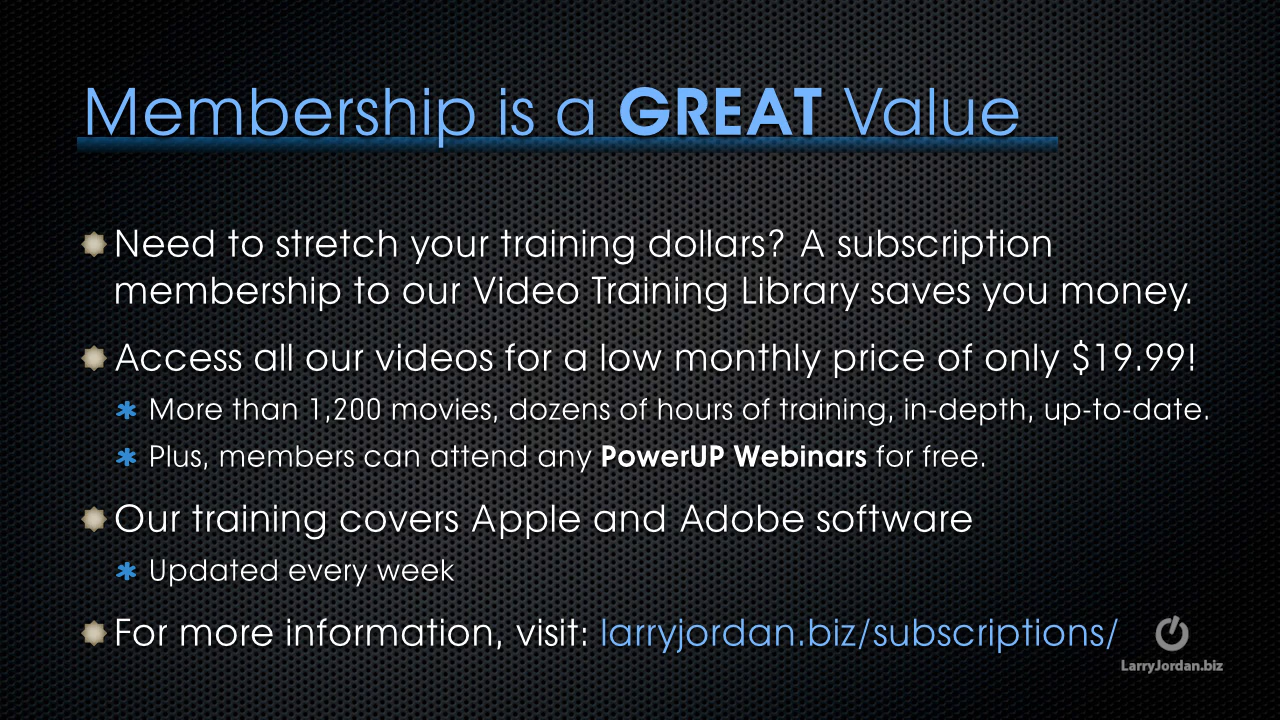 Membership is a GREAT Value
Need to stretch your training dollars? A subscription
membership to our Video Training Library saves you money.
Access all our videos for a low monthly price of only $19.99!
More than 1,200 movies, dozens of hours of training, in-depth, up-to-date.
Plus, members can attend any PowerUP Webinars for free.
Our training covers Apple and Adobe software
Updated every week
For more information, visit: larryjordan.biz/subscriptions/
LarryJordan.biz